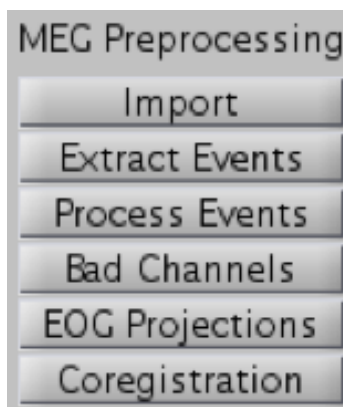 MEG Preprocessing
Import
Extract Events
Process Events
Bad Channels
EOG Projections
Coregistration